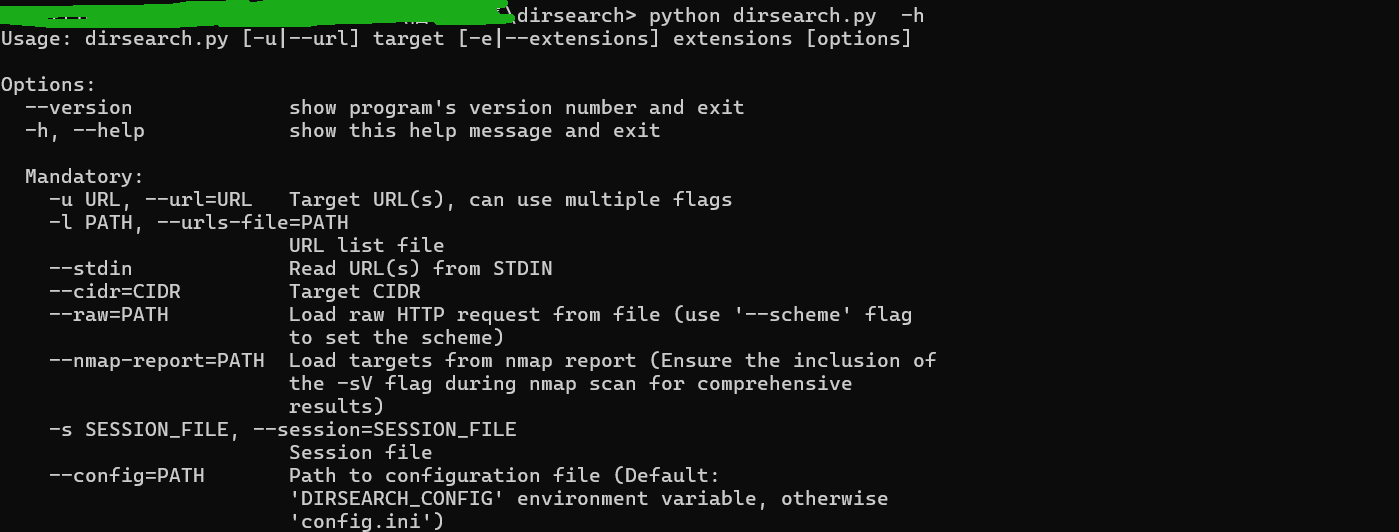 \dirsearch> python dirsearch.py  -h
Usage: dirsearch.py [-u|--url] target [-e|--extensions] extensions [options]
Options:
--version show program's version number and exit
-h, --help show this help message and exit
Mandatory:
-u URL, --url=URL Target URL(s), can use multiple flags
-l PATH, --urls-file=PATH
URL list file
--stdin Read URL(s) from STDIN
--cidr=CIDR Target CIDR
--raw=PATH Load raw HTTP request from file (use '--scheme' flag
to set the scheme)
--nmap-report=PATH Load targets from nmap report (Ensure the inclusion of
the -sV flag during nmap scan for comprehensive
results)
-s SESSION_FILE, --session=SESSION_FILE
Session file
--config=PATH Path to configuration file (Default:
'DIRSEARCH_CONFIG' environment variable, otherwise
'config.ini')